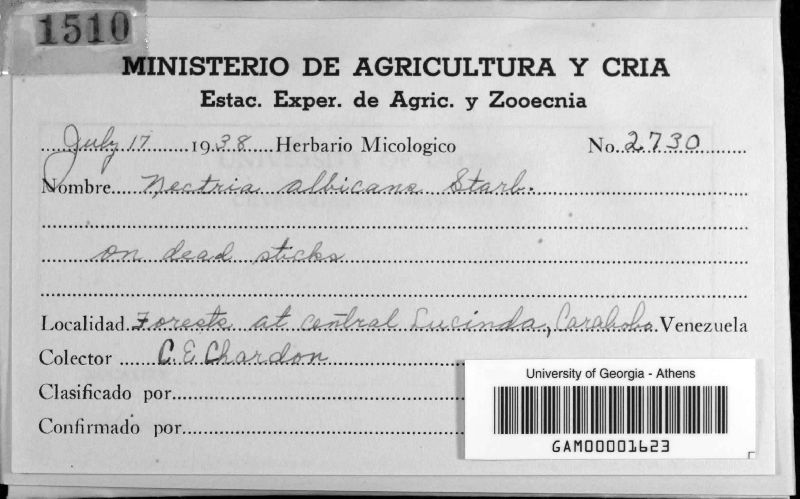 1510
MINISTERIO DE AGRICULTURA Y CRIA
Estac. Exper. de Agric. y Zooecnia
July 17 1938 Herbario Micologico No. 2730
Nombre Nectria albicans Starb.
on dead sticks
Localidad Forests at central Lucinda, Carabobo Venezuela
Colector C. E. Chardon
Clasificado por
Confirmado por
University of Georgia - Athens
GAM00001623